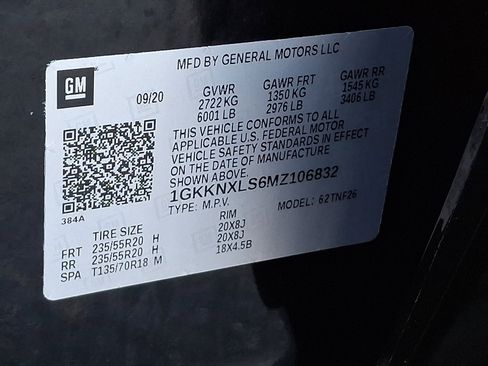 MFD BY GENERAL MOTORS LLC
GM
09/20 GVWR GAWR FRT GAWR RR
2722 KG 1350 KG 1545 KG
6001 LB 2976 LB 3406 LB
THIS VEHICLE CONFORMS TO ALL
APPLICABLE U.S. FEDERAL MOTOR
VEHICLE SAFETY STANDARDS IN EFFECT
ON THE DATE OF MANUFACTURE
SHOWN ABOVE.
1GKKNXLS6MZ106832
TYPE: M.P.V. MODEL: 62TNF26
384A
TIRE SIZE RIM
FRT 235/55R20 H 20X8J
RR 235/55R20 H 20X8J
SPA T135/70R18 M 18X4.5B